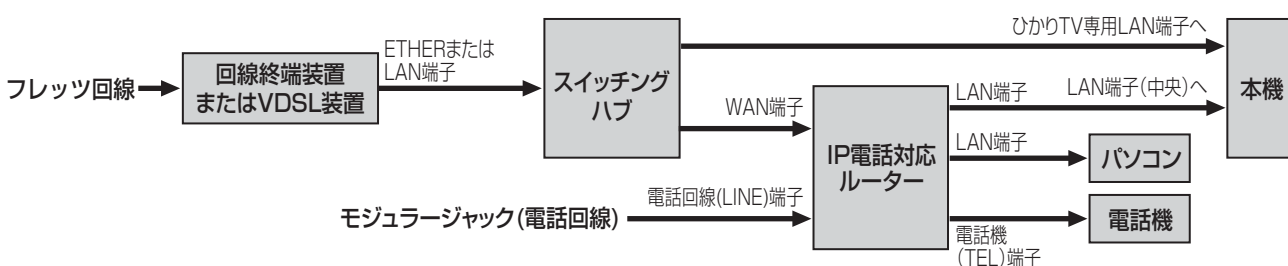 フレッツ回線
回線終端装置
またはVDSL装置
ETHERまたは
LAN端子
スイッチング
ハブ
ひかりTV専用LAN端子へ
本機
WAN端子
LAN端子
LAN端子(中央)へ
IP電話対応
ルーター
LAN端子
パソコン
モジュラージャック(電話回線)
電話回線(LINE)端子
電話機
(TEL)端子
電話機